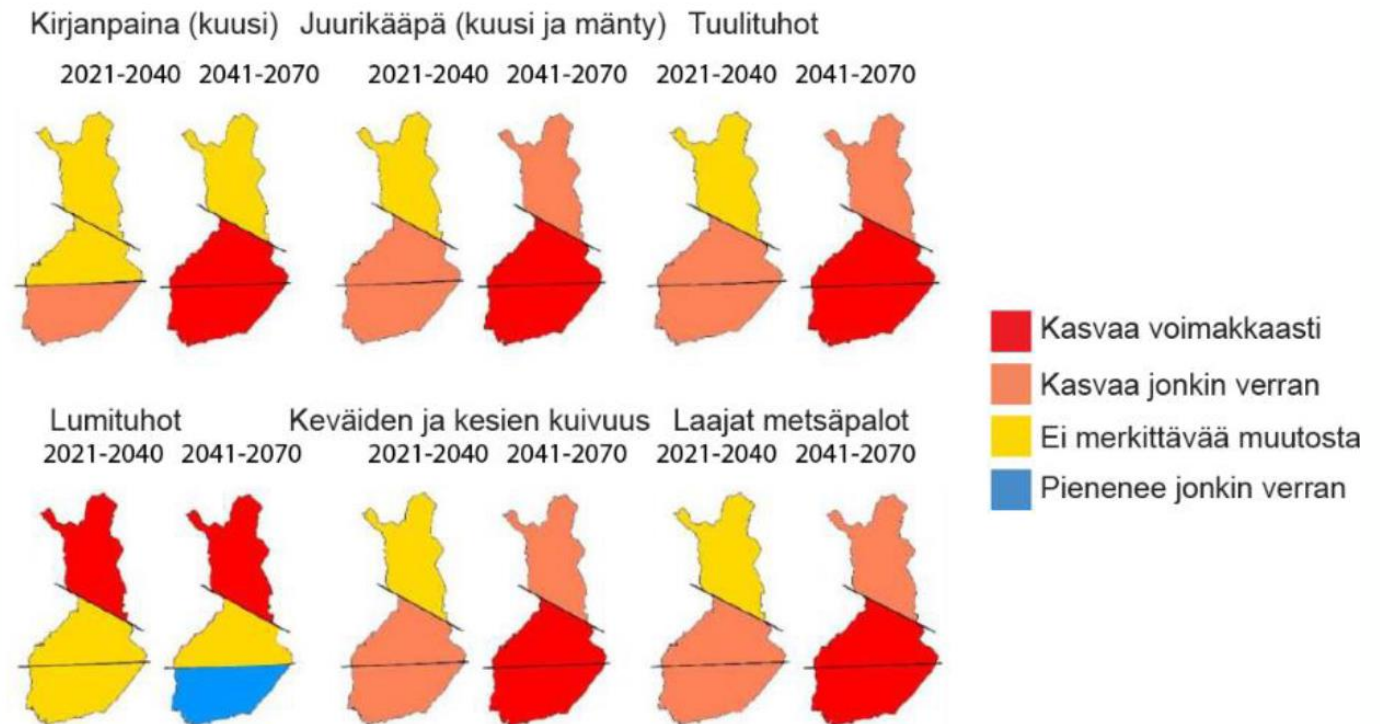 Kirjanpaina (kuusi) Juurikääpä (kuusi ja mänty) Tuulituhot
2021-2040 2041-2070 2021-2040 2041-2070 2021-2040 2041-2070
Kasvaa voimakkaasti
Kasvaa jonkin verran
Ei merkittävää muutosta
Pienenee jonkin verran
Lumituhot Keväiden ja kesien kuivuus Laajat metsäpalot
2021-2040 2041-2070 2021-2040 2041-2070 2021-2040 2041-2070